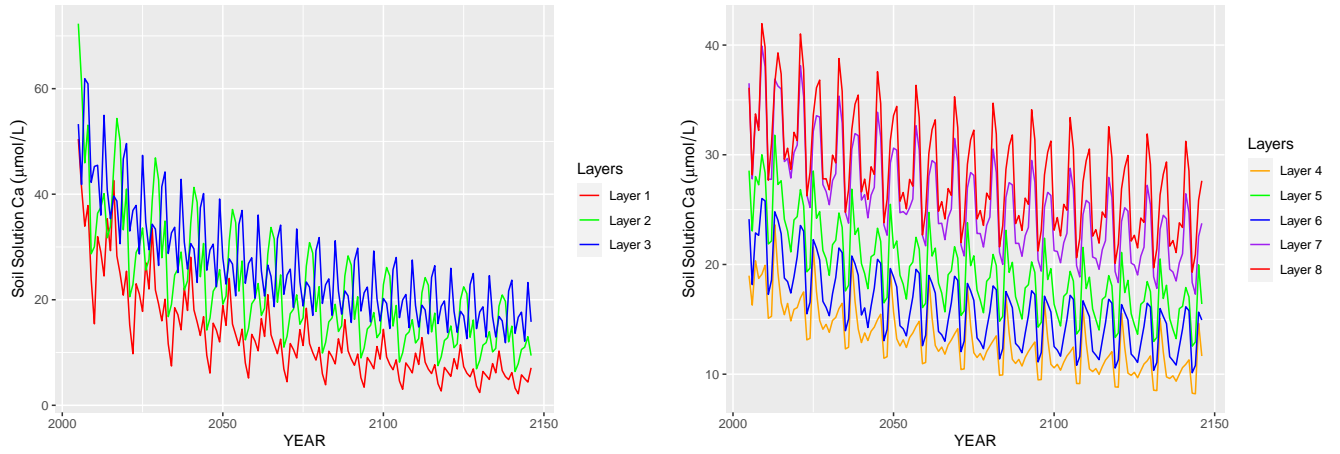 Soil Solution Ca (μmol/L)
60
40
20
0
2000
2050
2100
2150
YEAR
Layers
Layer 1
Layer 2
Layer 3
Soil Solution Ca (μmol/L)
40
30
20
10
2000
2050
2100
2150
YEAR
Layers
Layer 4
Layer 5
Layer 6
Layer 7
Layer 8